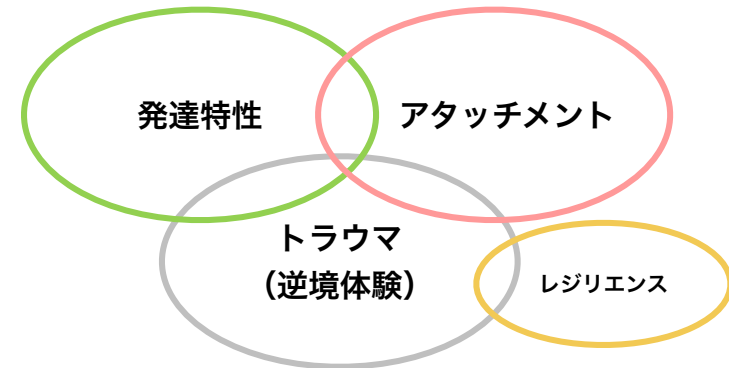 発達特性
アタッチメント
トラウマ
（逆境体験）
レジリエンス